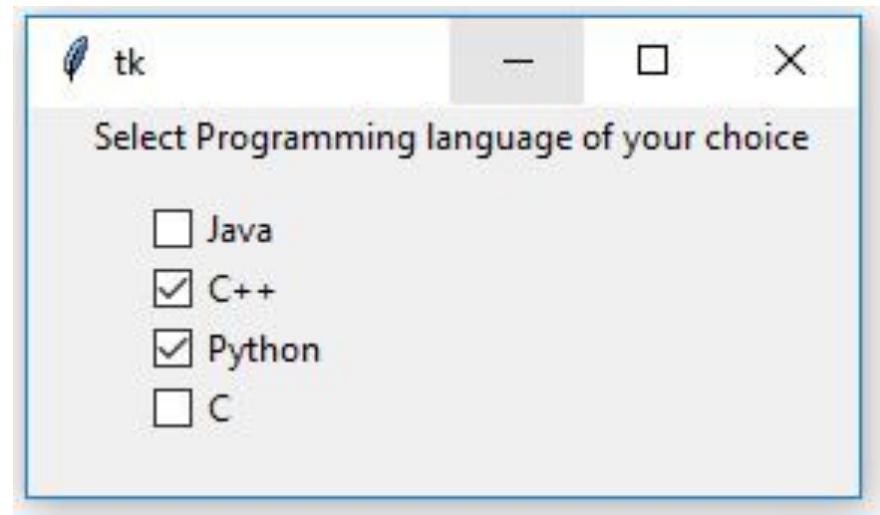 tk
Select Programming language of your choice
Java
C++
Python
C